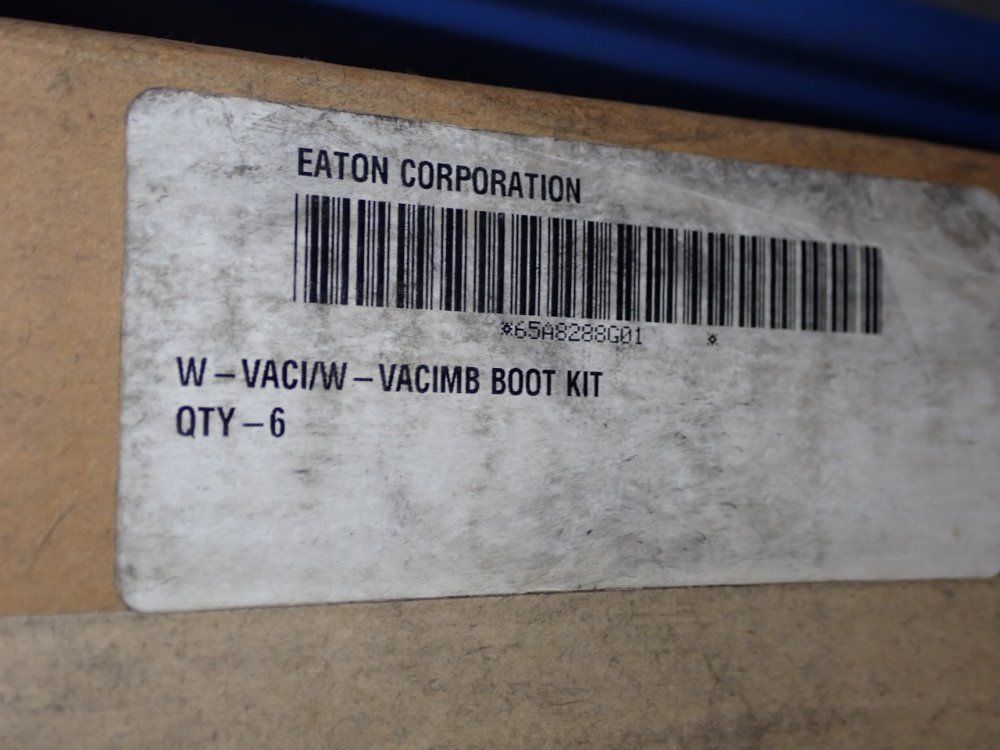 EATON CORPORATION
*65A8288G01 *
W-VACI/W-VACIMB BOOT KIT
QTY-6